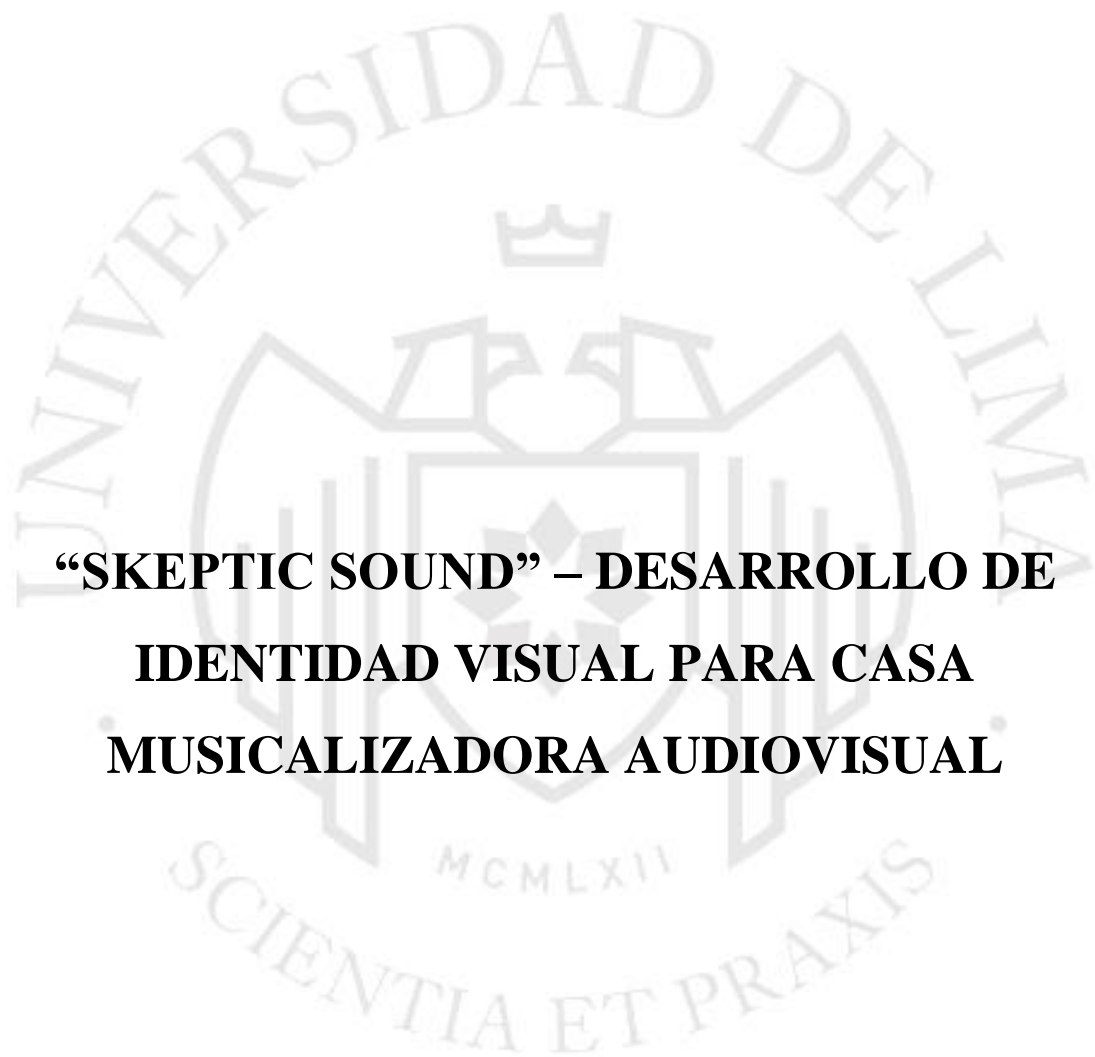 UNIVERSIDAD DE LIMA
“SKEPTIC SOUND” – DESARROLLO DE
IDENTIDAD VISUAL PARA CASA
MUSICALIZADORA AUDIOVISUAL
MCMLXII
SCIENTIA ET PRAXIS